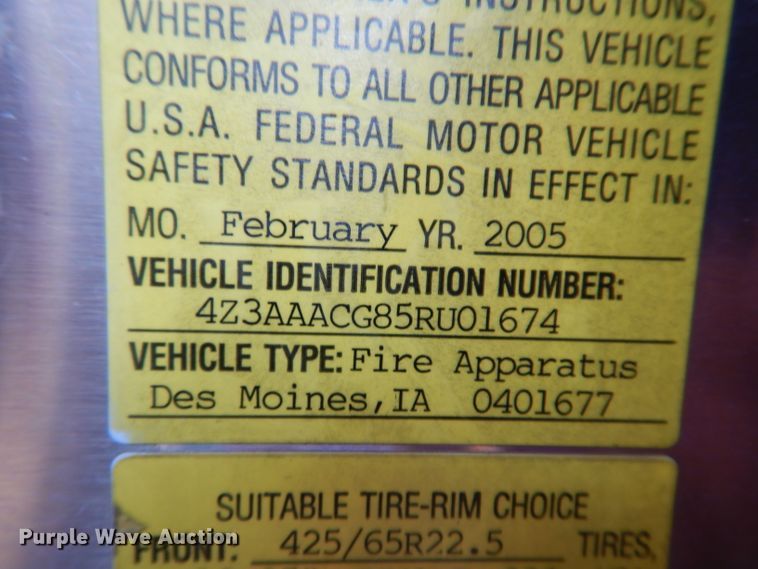 INSTRUCTIONS,
WHERE APPLICABLE. THIS VEHICLE
CONFORMS TO ALL OTHER APPLICABLE
U.S.A. FEDERAL MOTOR VEHICLE
SAFETY STANDARDS IN EFFECT IN:
MO. February YR. 2005
VEHICLE IDENTIFICATION NUMBER:
4Z3AAACG85RU01674
VEHICLE TYPE: Fire Apparatus
Des Moines, IA 0401677
SUITABLE TIRE-RIM CHOICE
FRONT: 425/65R22.5 TIRES,
Purple Wave Auction